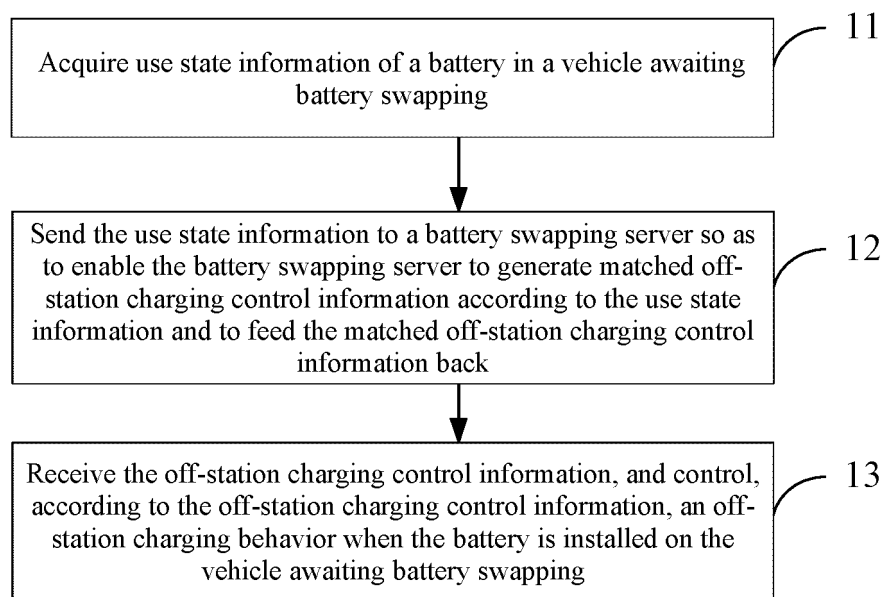 11
Acquire use state information of a battery in a vehicle awaiting
battery swapping
Send the use state information to a battery swapping server so as
to enable the battery swapping server to generate matched off-
station charging control information according to the use state
information and to feed the matched off-station charging control
information back
12
Receive the off-station charging control information, and control,
according to the off-station charging control information, an off-
station charging behavior when the battery is installed on the
vehicle awaiting battery swapping
13